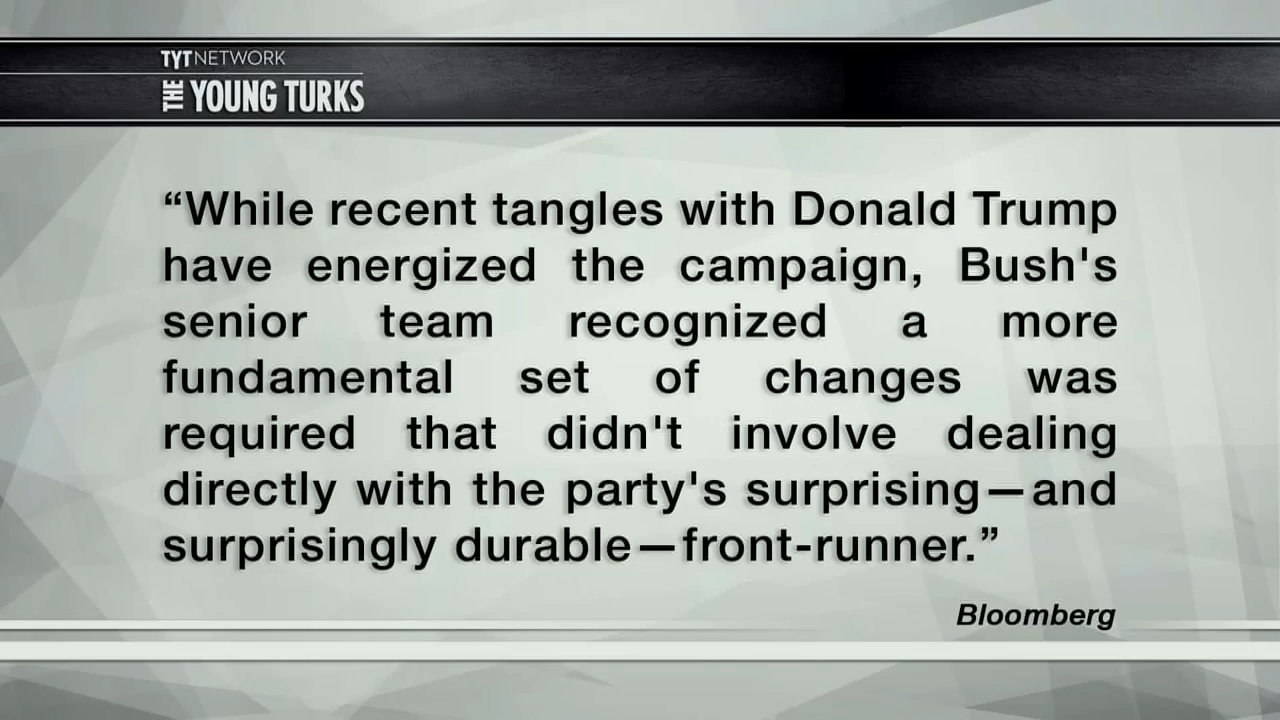 TYT NETWORK
THE YOUNG TURKS
“While recent tangles with Donald Trump
have energized the campaign, Bush's
senior team recognized a more
fundamental set of changes was
required that didn't involve dealing
directly with the party's surprising—and
surprisingly durable—front-runner.”
Bloomberg